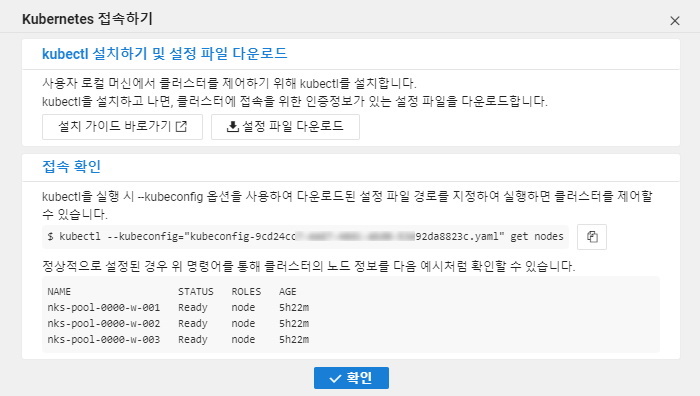 Kubernetes 접속하기
kubectl 설치하기 및 설정 파일 다운로드
사용자 로컬 머신에서 클러스터를 제어하기 위해 kubectl를 설치합니다.
kubectl을 설치하고 나면, 클러스터에 접속을 위한 인증정보가 있는 설정 파일을 다운로드합니다.
설치 가이드 바로가기
설정 파일 다운로드
접속 확인
kubectl을 실행 시 --kubeconfig 옵션을 사용하여 다운로드된 설정 파일 경로를 지정하여 실행하면 클러스터를 제어할
수 있습니다.
$ kubectl --kubeconfig="kubeconfig-9cd24cc 92da8823c.yaml" get nodes
정상적으로 설정된 경우 위 명령어를 통해 클러스터의 노드 정보를 다음 예시처럼 확인할 수 있습니다.
NAME STATUS ROLES AGE
nks-pool-0000-w-001 Ready node 5h22m
nks-pool-0000-w-002 Ready node 5h22m
nks-pool-0000-w-003 Ready node 5h22m
확인